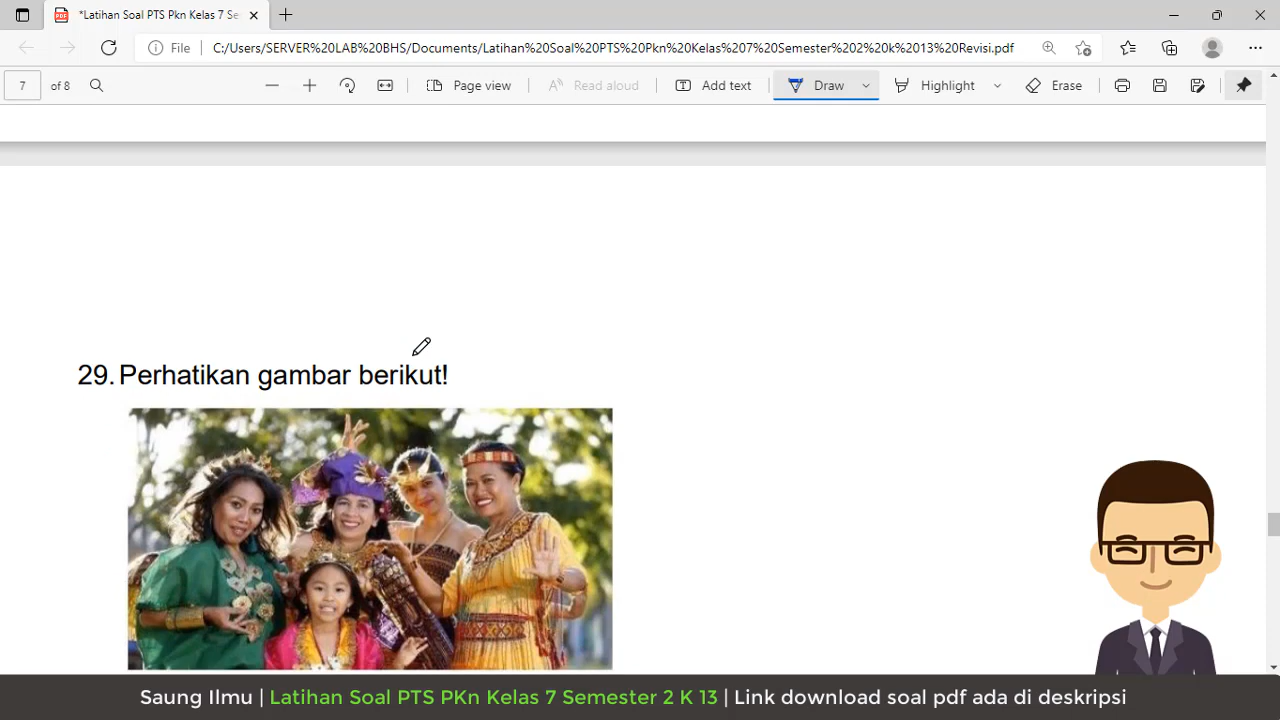 *Latihan Soal PTS Pkn Kelas 7 Se
File
C:/Users/SERVER%20LAB%20BHS/Documents/Latihan%20Soal%20PTS%20Pkn%20Kelas%207%20Semester%202%20k%2013%20Revisi.pdf
7 of 8
Page view
Read aloud
Add text
Draw
Highlight
Erase
29. Perhatikan gambar berikut!
Saung Ilmu | Latihan Soal PTS PKn Kelas 7 Semester 2 K 13 | Link download soal pdf ada di deskripsi